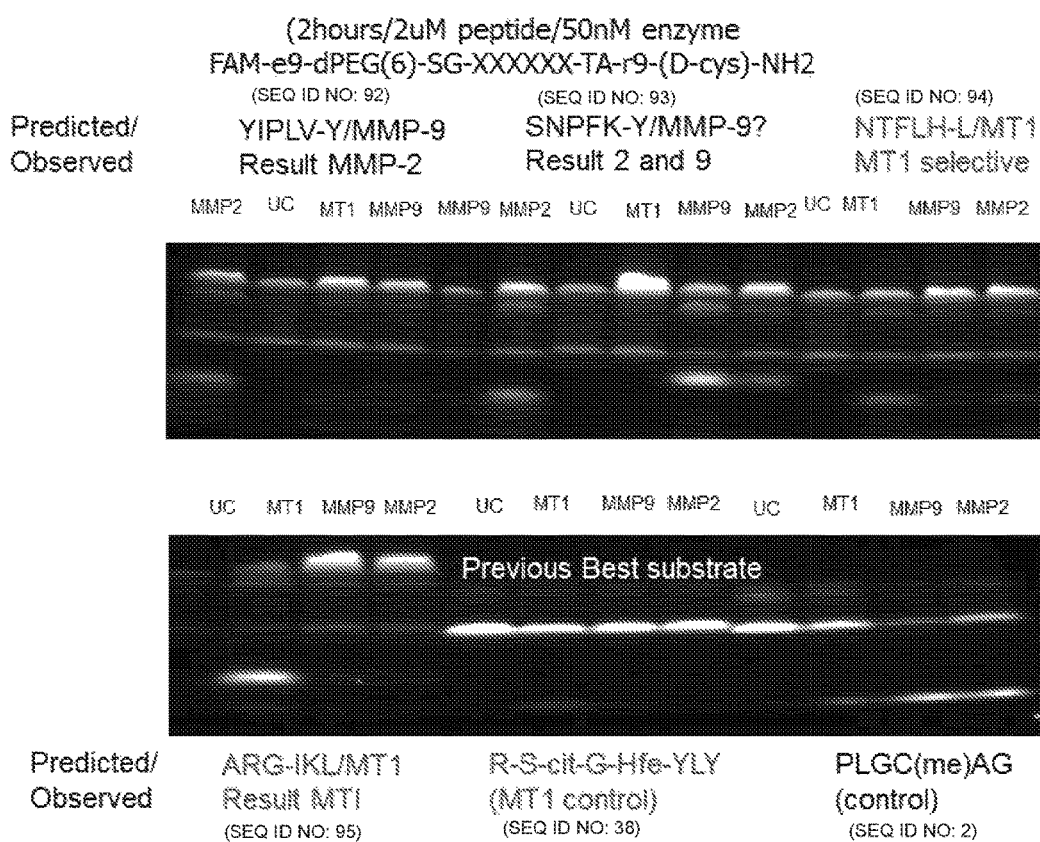 (2hours/2uM peptide/50nM enzyme
FAM-e9-dPEG(6)-SG-XXXXXX-TA-r9-(D-cys)-NH2
(SEQ ID NO: 92) (SEQ ID NO: 93) (SEQ ID NO: 94)
Predicted/ YIPLV-Y/MMP-9 SNPFK-Y/MMP-9? NTFLH-L/MT1
Observed Result MMP-2 Result 2 and 9 MT1 selective
MMP2 UC MT1 MMP9 MMP9 MMP2 UC MT1 MMP9 MMP2 UC MT1 MMP9 MMP2
UC MT1 MMP9 MMP2 UC MT1 MMP9 MMP2 UC MT1 MMP9 MMP2
Previous Best substrate
Predicted/ ARG-IKL/MT1 R-S-cit-G-Hfe-YLY PLGC(me)AG
Observed Result MTI (MT1 control) (control)
(SEQ ID NO: 95) (SEQ ID NO: 38) (SEQ ID NO: 2)